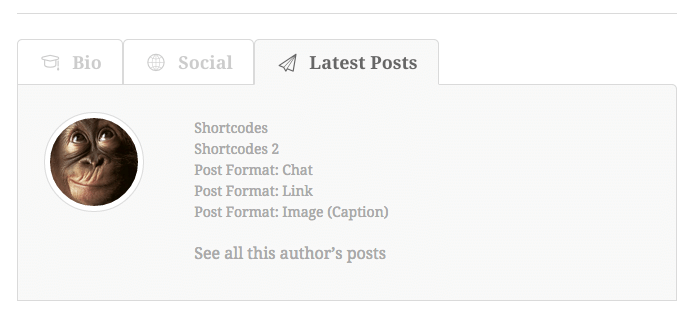 Bio
Social
Latest Posts
Shortcodes
Shortcodes 2
Post Format: Chat
Post Format: Link
Post Format: Image (Caption)
See all this author’s posts